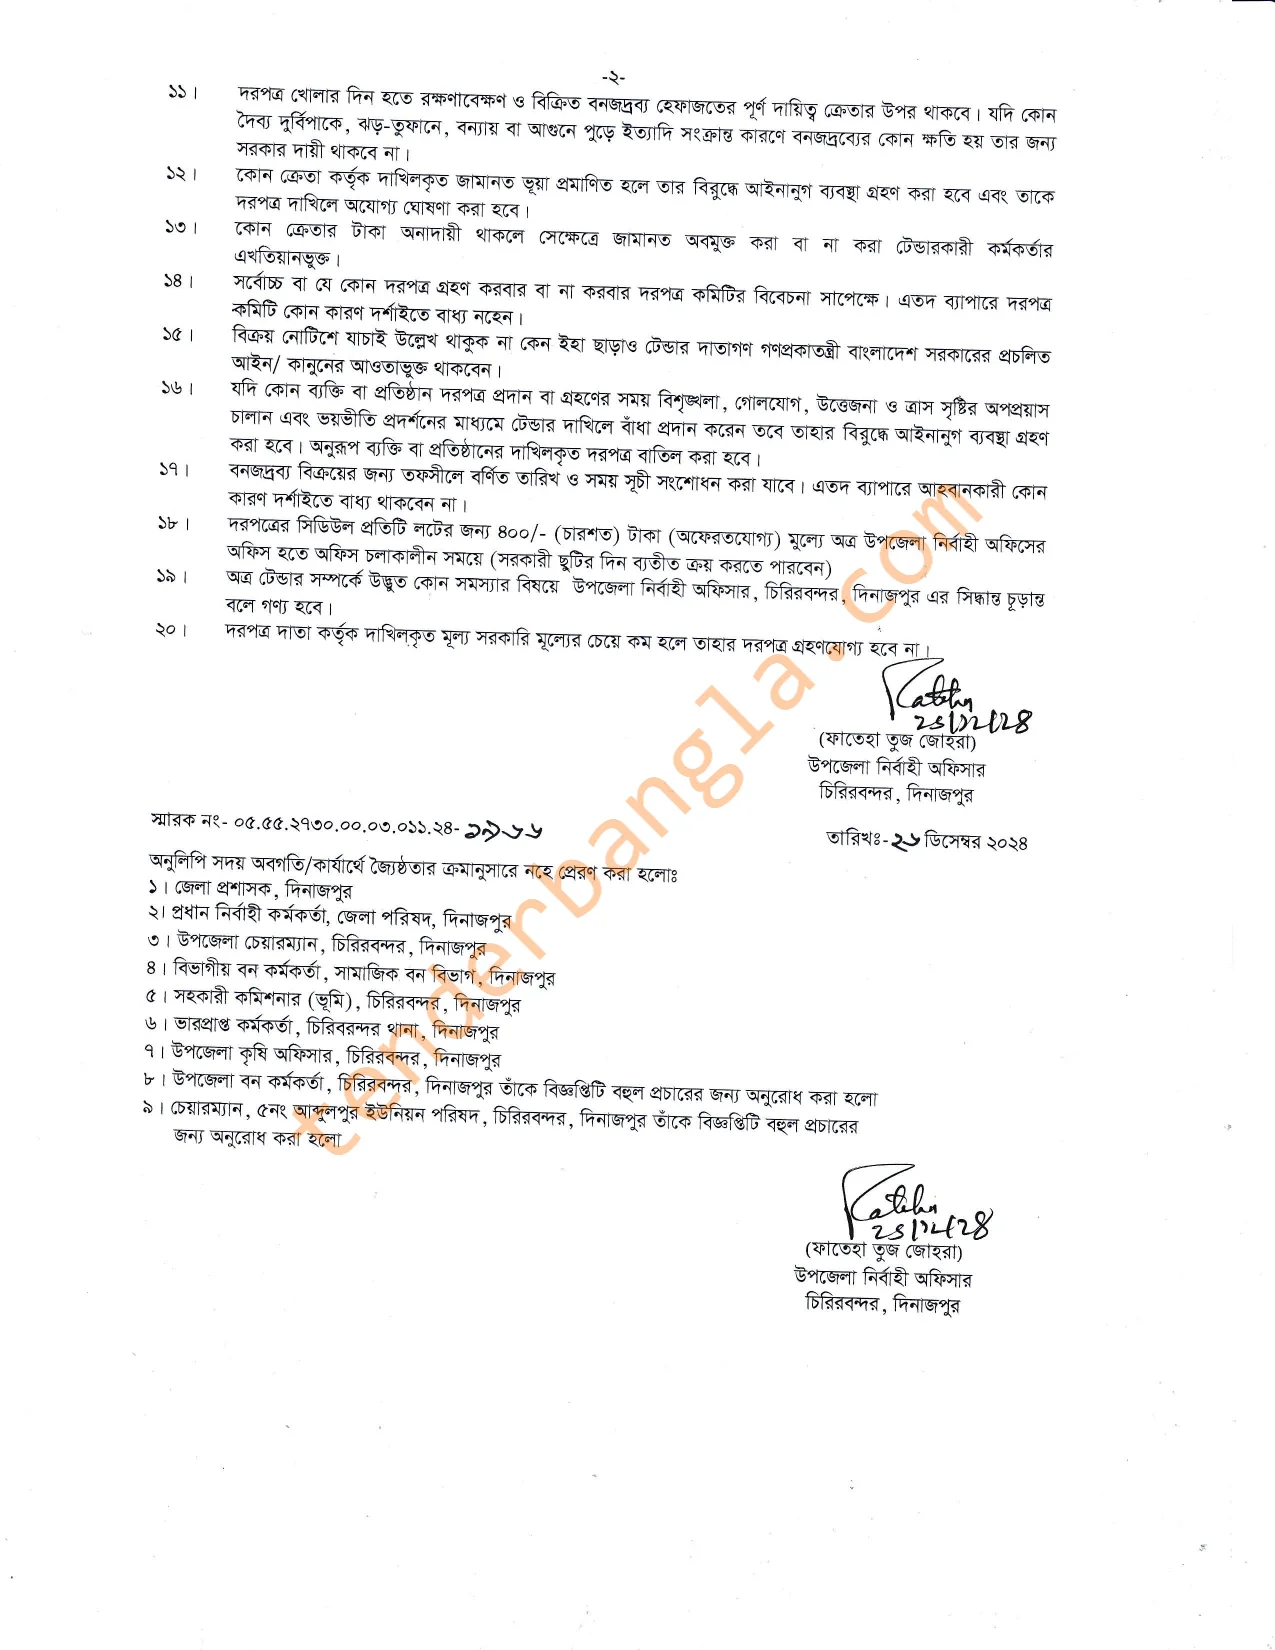 -২-
১১। দরপত্র খোলার দিন হতে রক্ষণাবেক্ষণ ও বিক্রিত বনজদ্রব্য হেফাজতের পূর্ণ দায়িত্ব ক্রেতার উপর থাকবে। যদি কোন
দৈব্য দুর্বিপাকে, ঝড়-তুফানে, বন্যায় বা আগুনে পুড়ে ইত্যাদি সংক্রান্ত কারণে বনজদ্রব্যের কোন ক্ষতি হয় তার জন্য
সরকার দায়ী থাকবে না।
১২। কোন ক্রেতা কর্তৃক দাখিলকৃত জামানত ভূয়া প্রমাণিত হলে তার বিরুদ্ধে আইনানুগ ব্যবস্থা গ্রহণ করা হবে এবং তাকে
দরপত্র দাখিলে অযোগ্য ঘোষণা করা হবে।
১৩। কোন ক্রেতার টাকা অনাদায়ী থাকলে সেক্ষেত্রে জামানত অবমুক্ত করা বা না করা টেন্ডারকারী কর্মকর্তার
এখতিয়ানভুক্ত।
১৪। সর্বোচ্চ বা যে কোন দরপত্র গ্রহণ করবার বা না করবার দরপত্র কমিটির বিবেচনা সাপেক্ষে। এতদ ব্যাপারে দরপত্র
কমিটি কোন কারণ দর্শাইতে বাধ্য নহেন।
১৫। বিক্রয় নোটিশে যাচাই উল্লেখ থাকুক না কেন ইহা ছাড়াও টেন্ডার দাতাগণ গণপ্রকাতন্ত্রী বাংলাদেশ সরকারের প্রচলিত
আইন/ কানুনের আওতাভুক্ত থাকবেন।
১৬। যদি কোন ব্যক্তি বা প্রতিষ্ঠান দরপত্র প্রদান বা গ্রহণের সময় বিশৃঙ্খলা, গোলযোগ, উত্তেজনা ও ত্রাস সৃষ্টির অপপ্রয়াস
চালান এবং ভয়ভীতি প্রদর্শনের মাধ্যমে টেন্ডার দাখিলে বাঁধা প্রদান করেন তবে তাহার বিরুদ্ধে আইনানুগ ব্যবস্থা গ্রহণ
করা হবে। অনুরূপ ব্যক্তি বা প্রতিষ্ঠানের দাখিলকৃত দরপত্র বাতিল করা হবে।
১৭। বনজদ্রব্য বিক্রয়ের জন্য তফসীলে বর্ণিত তারিখ ও সময় সূচী সংশোধন করা যাবে। এতদ ব্যাপারে আহবানকারী কোন
কারণ দর্শাইতে বাধ্য থাকবেন না।
১৮। দরপত্রের সিডিউল প্রতিটি লটের জন্য ৪০০/- (চারশত) টাকা (অফেরতযোগ্য) মুল্যে অত্র উপজেলা নির্বাহী অফিসের
অফিস হতে অফিস চলাকালীন সময়ে (সরকারী ছুটির দিন ব্যতীত ক্রয় করতে পারবেন)
১৯। অত্র টেন্ডার সম্পর্কে উদ্ভুত কোন সমস্যার বিষয়ে উপজেলা নির্বাহী অফিসার, চিরিরবন্দর, দিনাজপুর এর সিদ্ধান্ত চূড়ান্ত
বলে গণ্য হবে।
২০। দরপত্র দাতা কর্তৃক দাখিলকৃত মূল্য সরকারি মূল্যের চেয়ে কম হলে তাহার দরপত্র গ্রহণযোগ্য হবে না।
(ফাতেহা তুজ জোহরা)
উপজেলা নির্বাহী অফিসার
চিরিরবন্দর, দিনাজপুর
স্মারক নং- ০৫.৫৫.২৭৩০.০০.০৩.০১১.২৪-১৯৬৬
তারিখঃ-২৬ ডিসেম্বর ২০২৪
অনুলিপি সদয় অবগতি/কার্যার্থে জ্যৈষ্ঠতার ক্রমানুসারে নহে প্রেরণ করা হলোঃ
১। জেলা প্রশাসক, দিনাজপুর
২। প্রধান নির্বাহী কর্মকর্তা, জেলা পরিষদ, দিনাজপুর
৩। উপজেলা চেয়ারম্যান, চিরিরবন্দর, দিনাজপুর
৪। বিভাগীয় বন কর্মকর্তা, সামাজিক বন বিভাগ, দিনাজপুর
৫। সহকারী কমিশনার (ভূমি), চিরিরবন্দর, দিনাজপুর
৬। ভারপ্রাপ্ত কর্মকর্তা, চিরিবরন্দর থানা, দিনাজপুর
৭। উপজেলা কৃষি অফিসার, চিরিরবন্দর, দিনাজপুর
৮। উপজেলা বন কর্মকর্তা, চিরিরবন্দর, দিনাজপুর তাঁকে বিজ্ঞপ্তিটি বহুল প্রচারের জন্য অনুরোধ করা হলো
৯। চেয়ারম্যান, ৫নং আব্দুলপুর ইউনিয়ন পরিষদ, চিরিরবন্দর, দিনাজপুর তাঁকে বিজ্ঞপ্তিটি বহুল প্রচারের
জন্য অনুরোধ করা হলো
(ফাতেহা তুজ জোহরা)
উপজেলা নির্বাহী অফিসার
চিরিরবন্দর, দিনাজপুর
tenderbangla.com